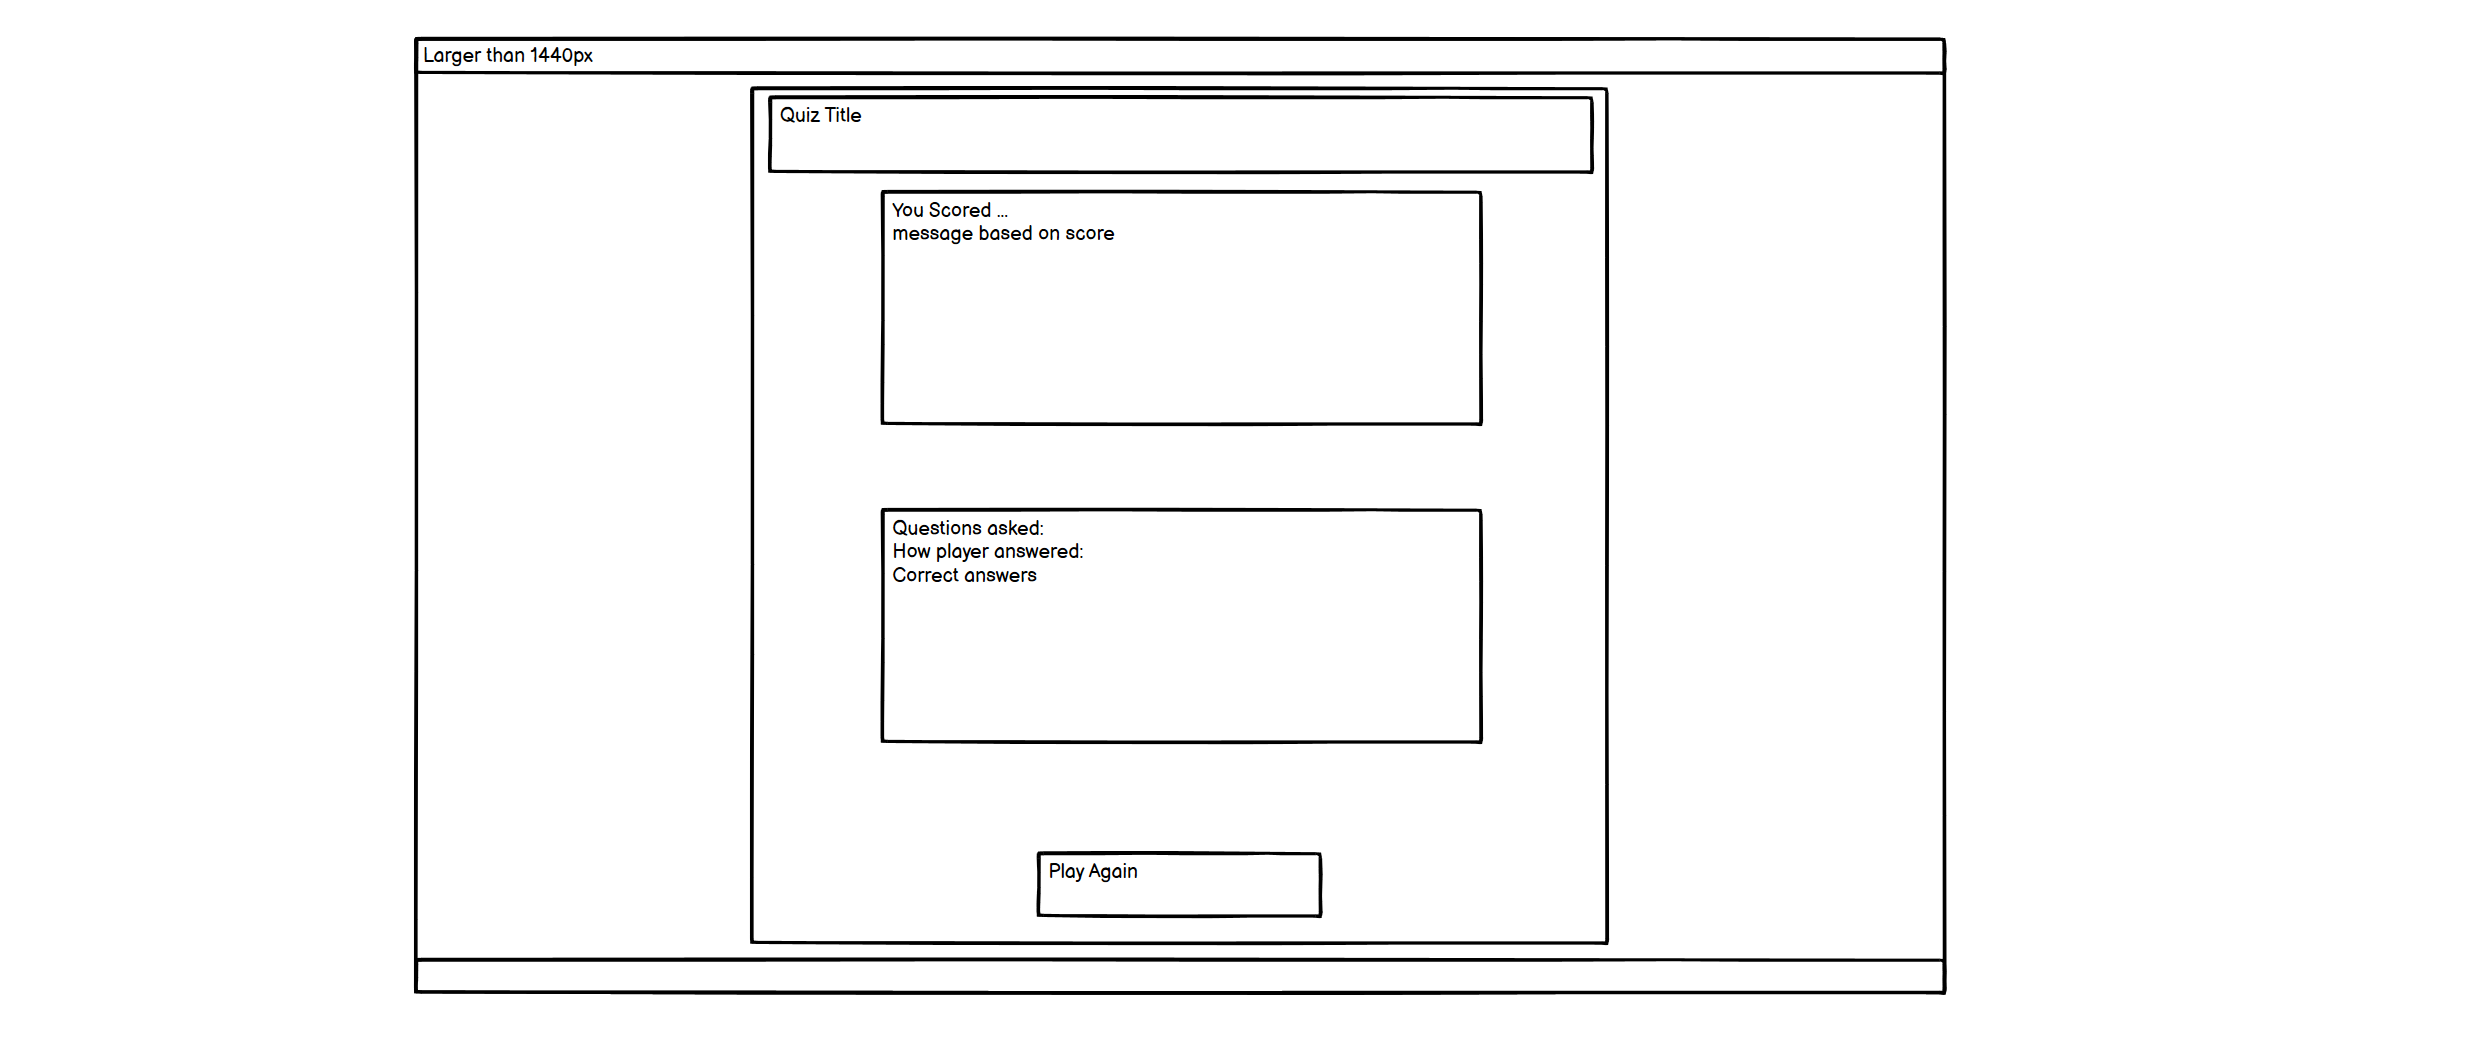 Larger than 1440px
Quiz Title
You Scored ...
message based on score
Questions asked:
How player answered:
Correct answers
Play Again